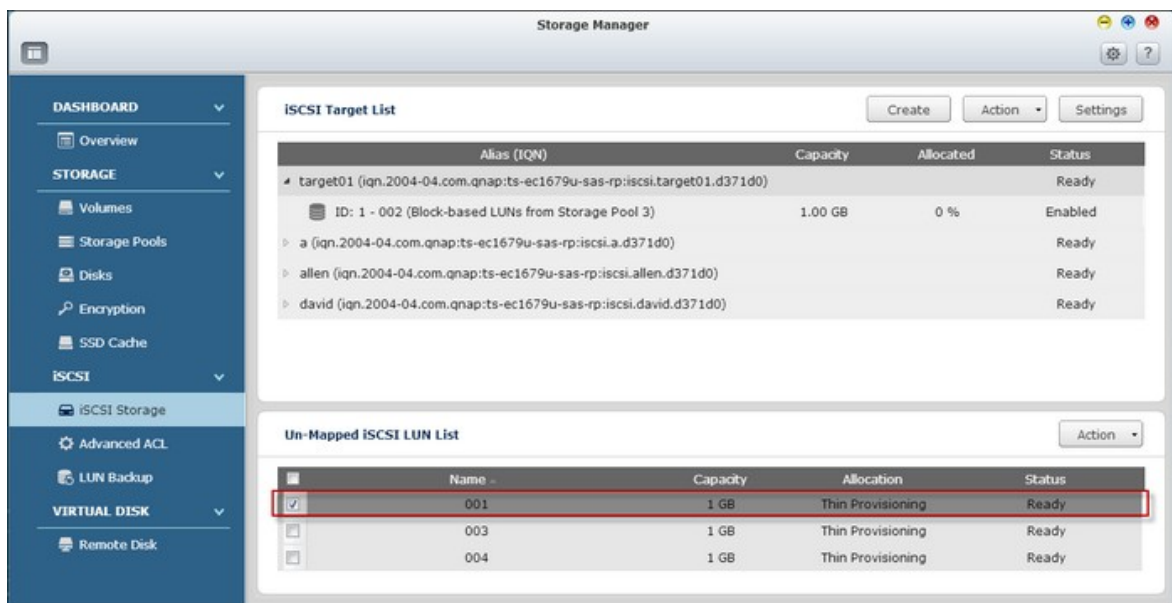 Storage Manager
?
DASHBOARD
Overview
STORAGE
Volumes
Storage Pools
Disks
Encryption
SSD Cache
iSCSI
iSCSI Storage
Advanced ACL
LUN Backup
VIRTUAL DISK
Remote Disk
iSCSI Target List
Create Action Settings
Alias (IQN) Capacity Allocated Status
target01 (iqn.2004-04.com.qnap:ts-ec1679u-sas-rp:iscsi.target01.d371d0) Ready
ID: 1 - 002 (Block-based LUNs from Storage Pool 3) 1.00 GB 0 % Enabled
a (iqn.2004-04.com.qnap:ts-ec1679u-sas-rp:iscsi.a.d371d0) Ready
allen (iqn.2004-04.com.qnap:ts-ec1679u-sas-rp:iscsi.allen.d371d0) Ready
david (iqn.2004-04.com.qnap:ts-ec1679u-sas-rp:iscsi.david.d371d0) Ready
Un-Mapped iSCSI LUN List
Action
Name Capacity Allocation Status
001 1 GB Thin Provisioning Ready
003 1 GB Thin Provisioning Ready
004 1 GB Thin Provisioning Ready